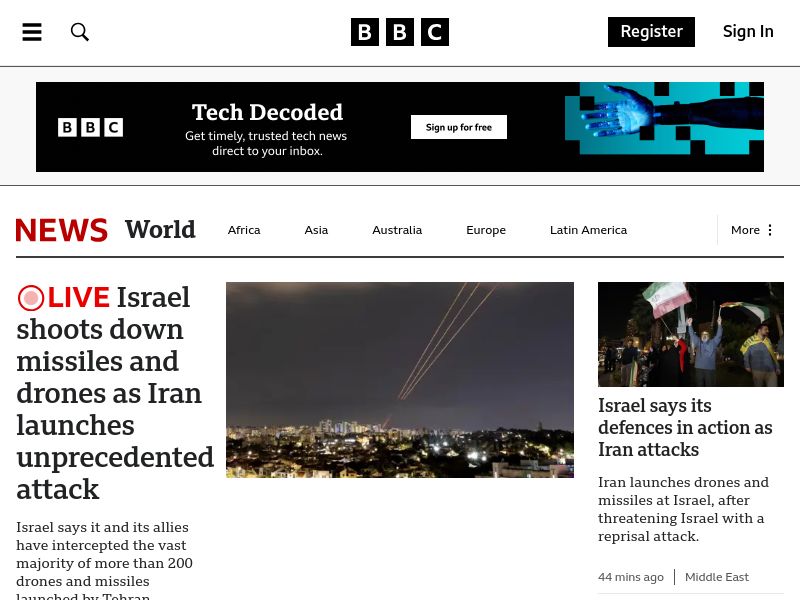 BBC
Register
Sign In
BBC
Tech Decoded
Get timely, trusted tech news
direct to your inbox.
Sign up for free
NEWS World
Africa
Asia
Australia
Europe
Latin America
More
LIVE Israel
shoots down
missiles and
drones as Iran
launches
unprecedented
attack
Israel says it and its allies
have intercepted the vast
majority of more than 200
drones and missiles
launched by Tehran.
Israel says its
defences in action as
Iran attacks
Iran launches drones and
missiles at Israel, after
threatening Israel with a
reprisal attack.
44 mins ago
Middle East